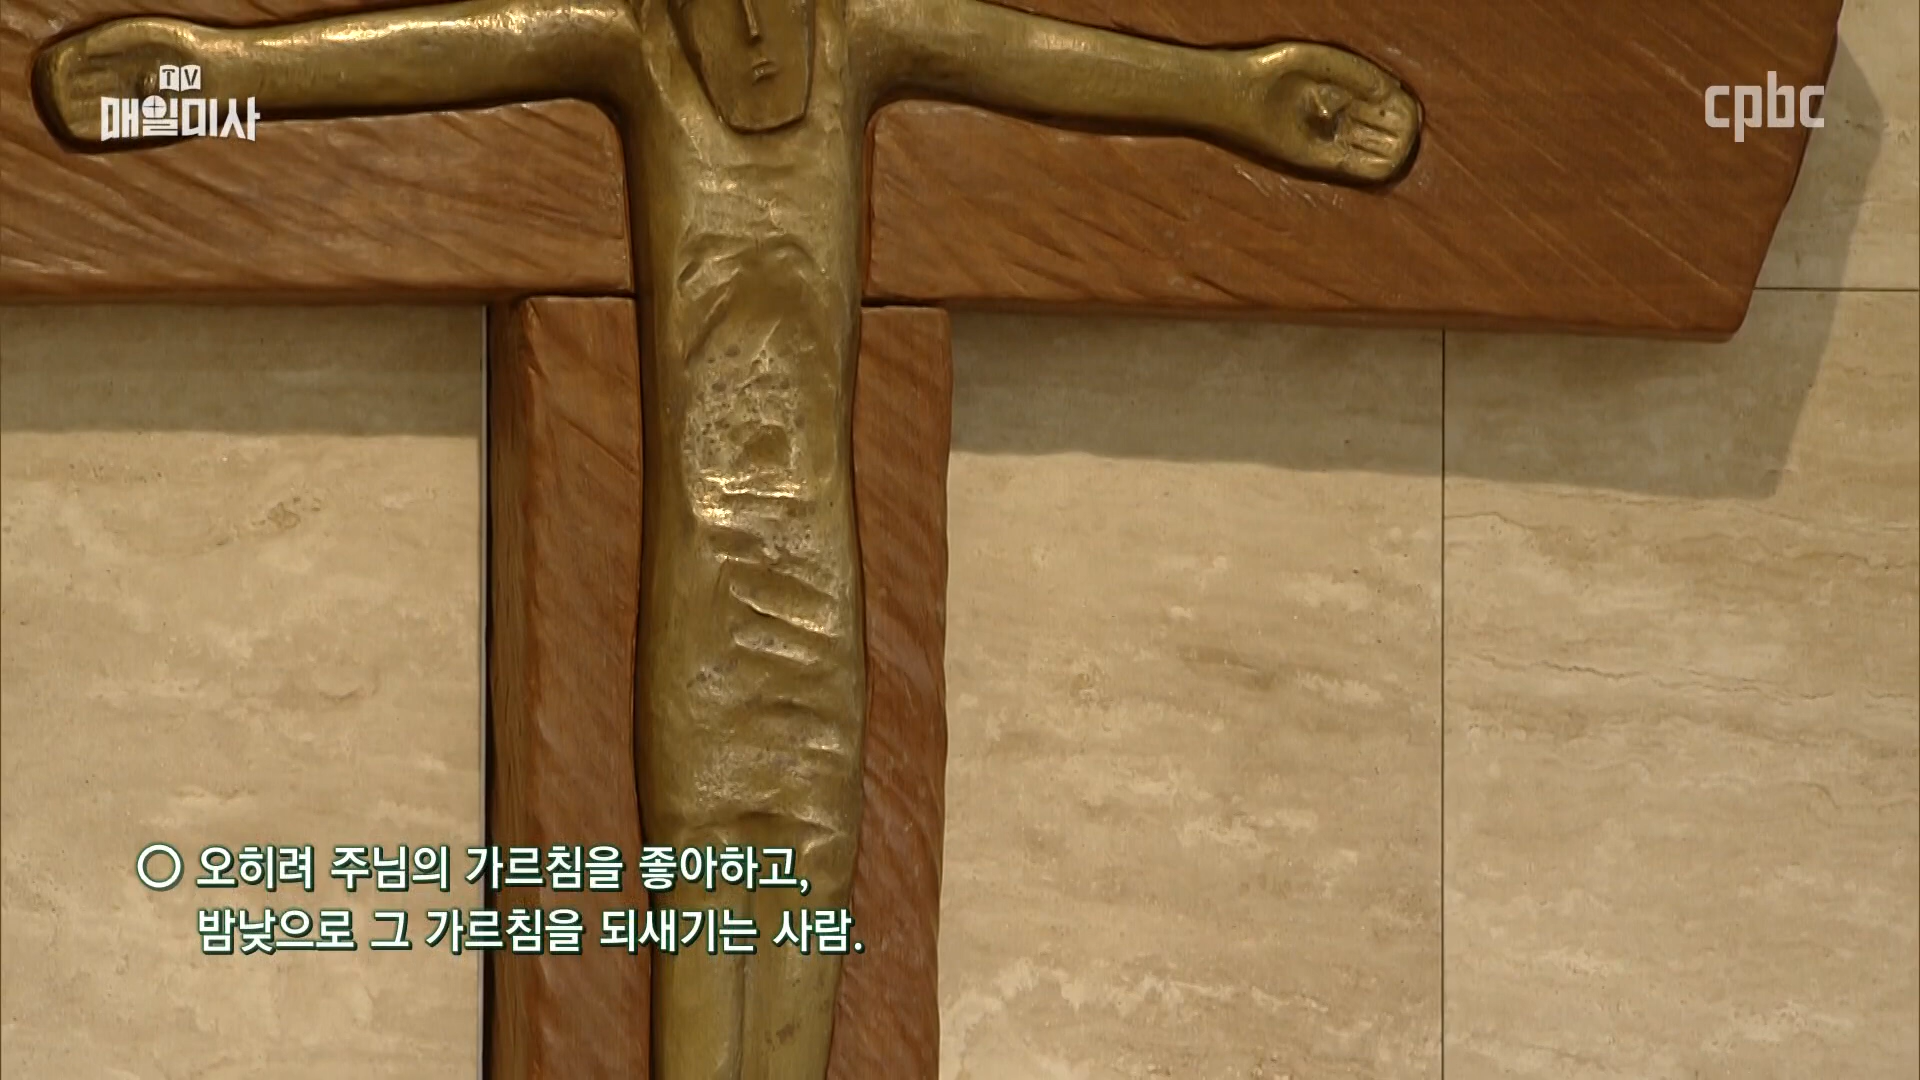 TV
매일미사
cpbc
○ 오히려 주님의 가르침을 좋아하고,
밤낮으로 그 가르침을 되새기는 사람.